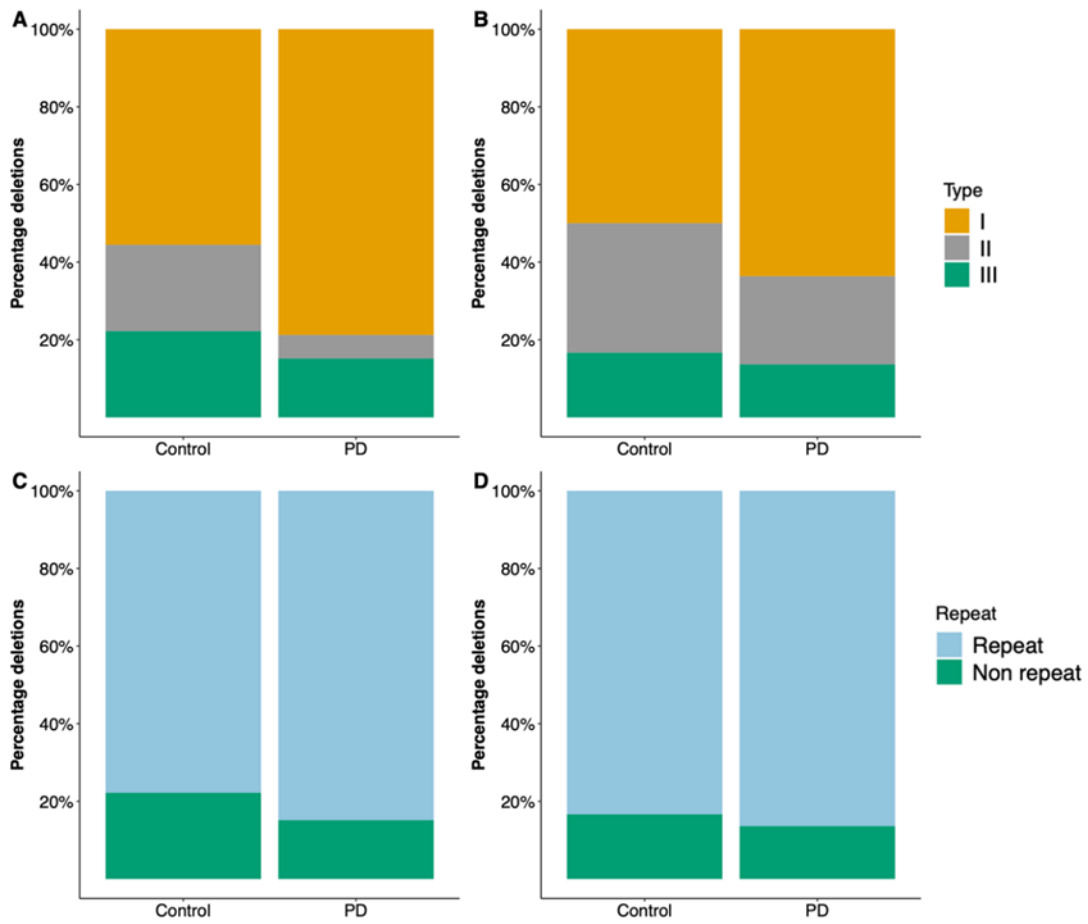 A
100%
80%
60%
40%
20%
Percentage deletions
Control PD
B
100%
80%
60%
40%
20%
Percentage deletions
Control PD
Type
I
II
III
C
100%
80%
60%
40%
20%
Percentage deletions
Control PD
D
100%
80%
60%
40%
20%
Percentage deletions
Control PD
Repeat
Repeat
Non repeat